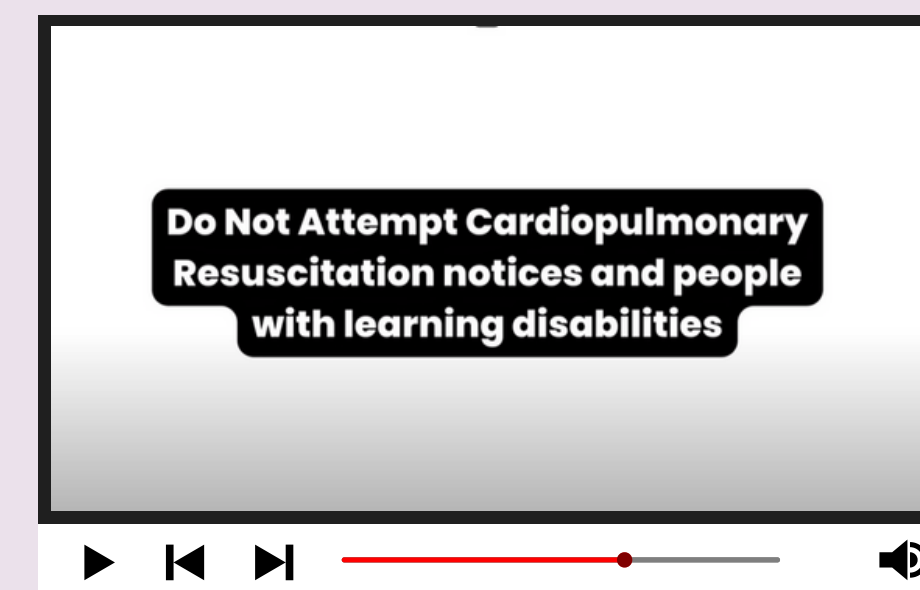 Do Not Attempt Cardiopulmonary
Resuscitation notices and people
with learning disabilities